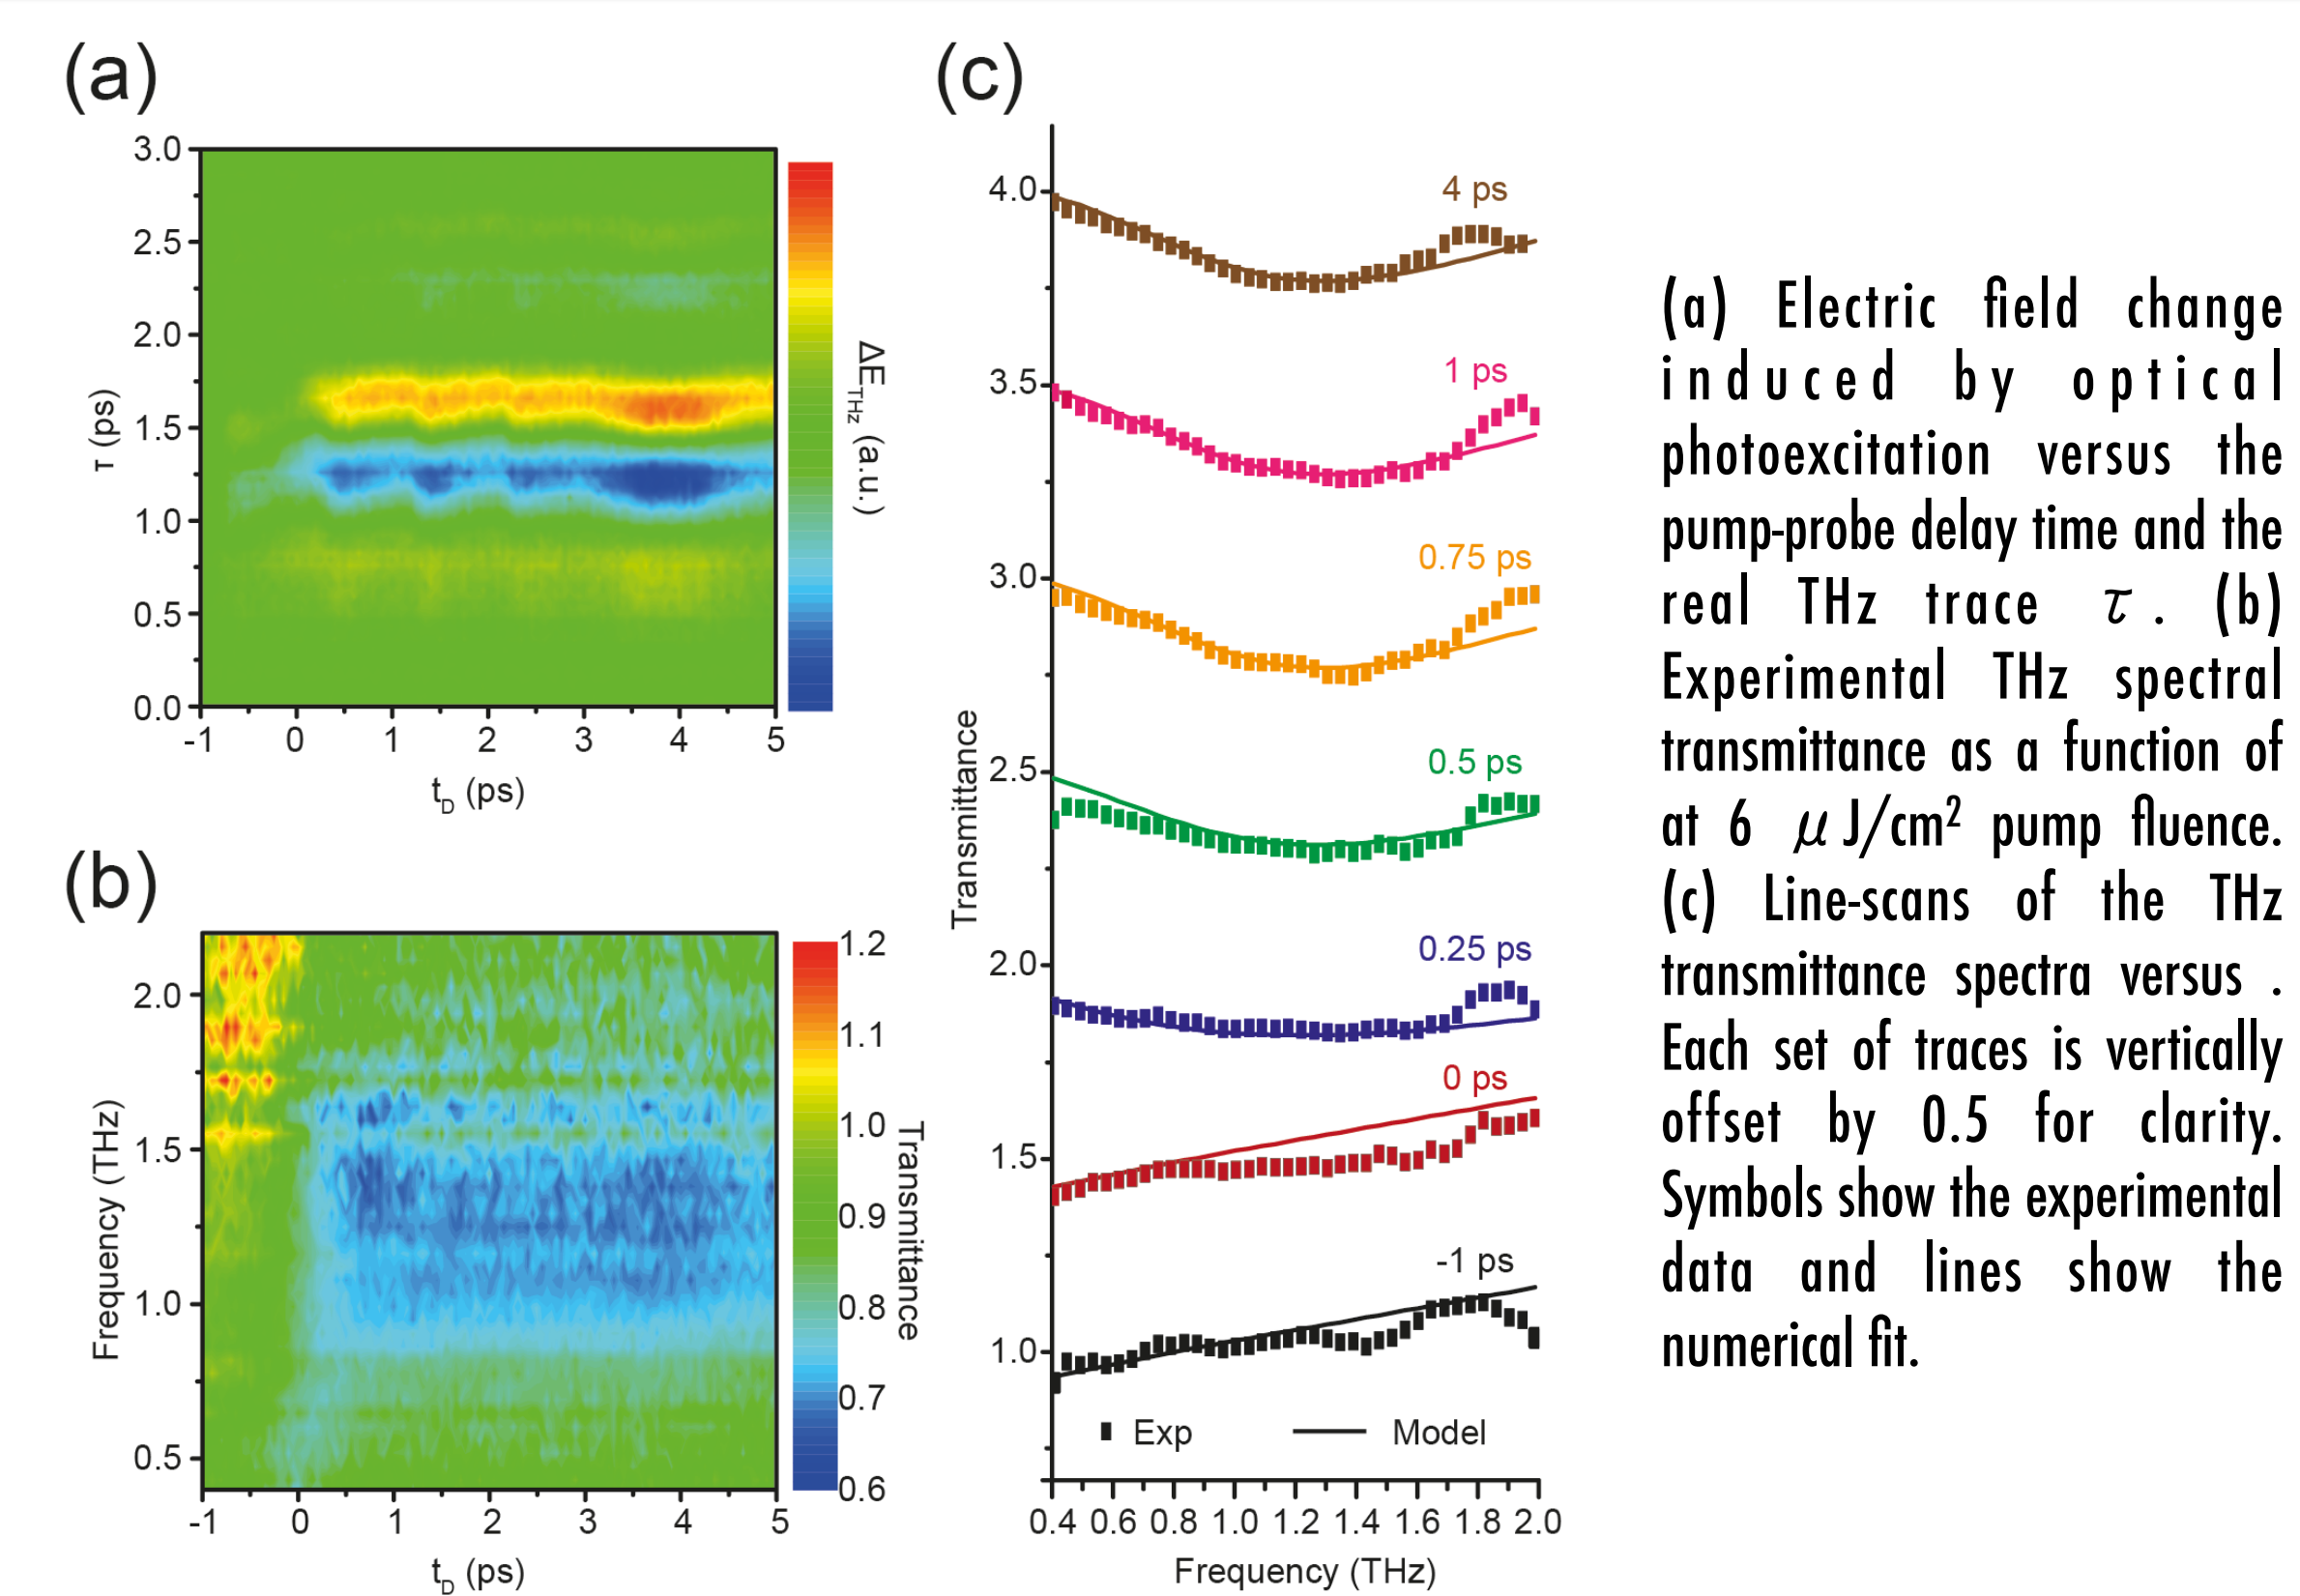 (a)
3.0
2.5
2.0
1.5
1.0
0.5
0.0
τ (ps)
-1 0 1 2 3 4 5
t_D (ps)
ΔE_THz (a.u.)
(b)
2.0
1.5
1.0
0.5
Frequency (THz)
-1 0 1 2 3 4 5
t_D (ps)
1.2
1.1
1.0
0.9
0.8
0.7
0.6
Transmittance
(c)
4.0
3.5
3.0
2.5
2.0
1.5
1.0
Transmittance
4 ps
1 ps
0.75 ps
0.5 ps
0.25 ps
0 ps
-1 ps
Exp Model
0.4 0.6 0.8 1.0 1.2 1.4 1.6 1.8 2.0
Frequency (THz)
(a) Electric field change
induced by optical
photoexcitation versus the
pump-probe delay time and the
real THz trace τ. (b)
Experimental THz spectral
transmittance as a function of
at 6 μJ/cm² pump fluence.
(c) Line-scans of the THz
transmittance spectra versus .
Each set of traces is vertically
offset by 0.5 for clarity.
Symbols show the experimental
data and lines show the
numerical fit.